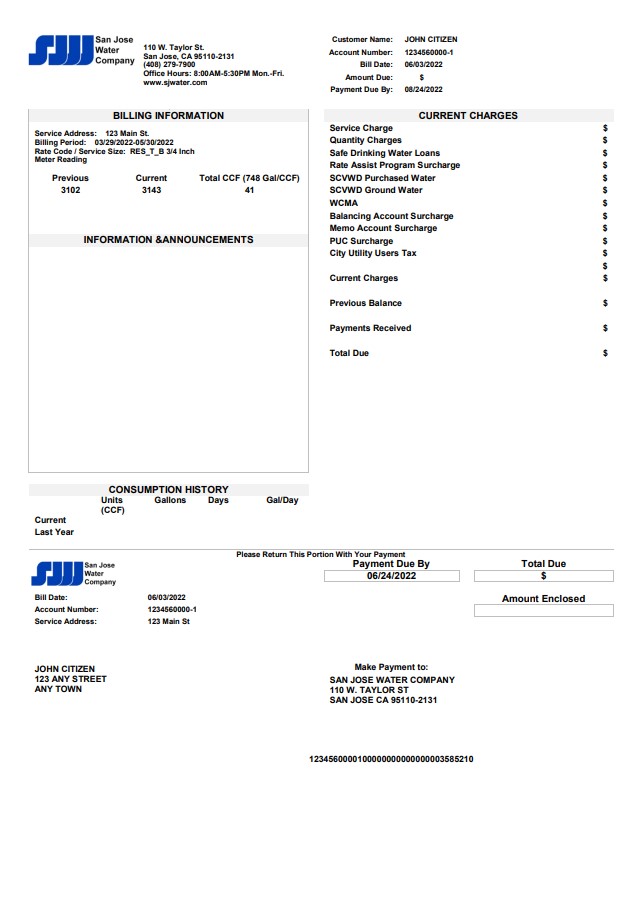 San Jose
Water
Company
110 W. Taylor St.
San Jose, CA 95110-2131
(408) 279-7900
Office Hours: 8:00AM-5:30PM Mon.-Fri.
www.sjwater.com
Customer Name: JOHN CITIZEN
Account Number: 1234560000-1
Bill Date: 06/03/2022
Amount Due: $
Payment Due By: 08/24/2022
BILLING INFORMATION
Service Address: 123 Main St.
Billing Period: 03/29/2022-05/30/2022
Rate Code / Service Size: RES_T_B 3/4 Inch
Meter Reading
Previous Current Total CCF (748 Gal/CCF)
3102 3143 41
INFORMATION &ANNOUNCEMENTS
CURRENT CHARGES
Service Charge $
Quantity Charges $
Safe Drinking Water Loans $
Rate Assist Program Surcharge $
SCVWD Purchased Water $
SCVWD Ground Water $
WCMA $
Balancing Account Surcharge $
Memo Account Surcharge $
PUC Surcharge $
City Utility Users Tax $
$
Current Charges $
Previous Balance $
Payments Received $
Total Due $
CONSUMPTION HISTORY
Units Gallons Days Gal/Day
(CCF)
Current
Last Year
Please Return This Portion With Your Payment
San Jose
Water
Company
Payment Due By Total Due
06/24/2022 $
Amount Enclosed
Bill Date: 06/03/2022
Account Number: 1234560000-1
Service Address: 123 Main St
JOHN CITIZEN
123 ANY STREET
ANY TOWN
Make Payment to:
SAN JOSE WATER COMPANY
110 W. TAYLOR ST
SAN JOSE CA 95110-2131
1234560000100000000000000003585210